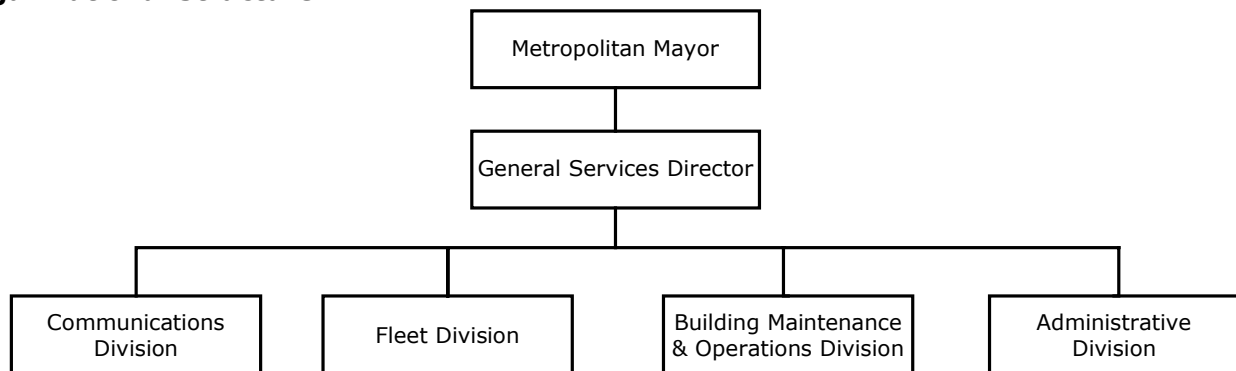 Metropolitan Mayor
General Services Director
Communications
Division
Fleet Division
Building Maintenance
& Operations Division
Administrative
Division